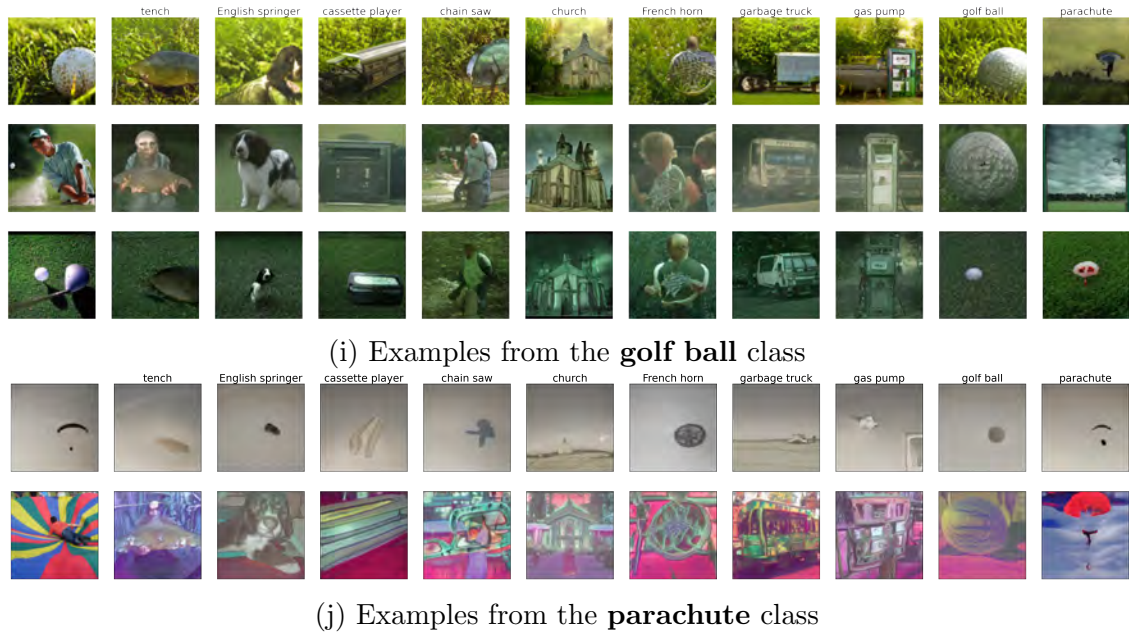 tench English springer cassette player chain saw church French horn garbage truck gas pump golf ball parachute
(i) Examples from the golf ball class
tench English springer cassette player chain saw church French horn garbage truck gas pump golf ball parachute
(j) Examples from the parachute class